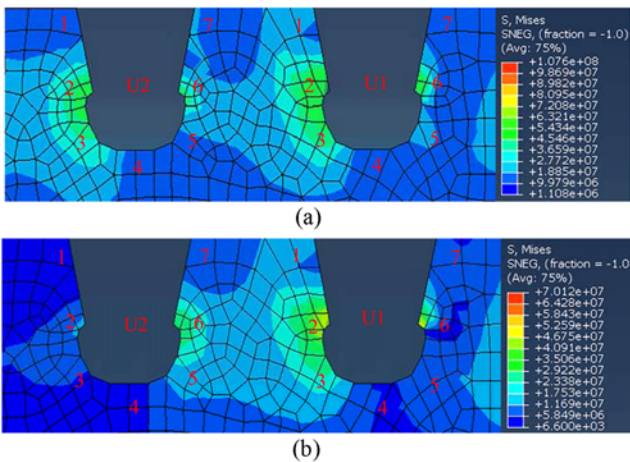 1 7 1 7
2 U2 6 2 U1 6
3 5 3 5
4 4
S, Mises
SNEG, (fraction = -1.0)
(Avg: 75%)
+1.076e+08
+9.869e+07
+8.982e+07
+8.095e+07
+7.208e+07
+6.321e+07
+5.434e+07
+4.546e+07
+3.659e+07
+2.772e+07
+1.885e+07
+9.979e+06
+1.108e+06
(a)
1 7 1 7
2 U2 6 2 U1 6
3 5 3 5
4 4
S, Mises
SNEG, (fraction = -1.0)
(Avg: 75%)
+7.012e+07
+6.428e+07
+5.843e+07
+5.259e+07
+4.675e+07
+4.091e+07
+3.506e+07
+2.922e+07
+2.338e+07
+1.753e+07
+1.169e+07
+5.849e+06
+6.600e+03
(b)